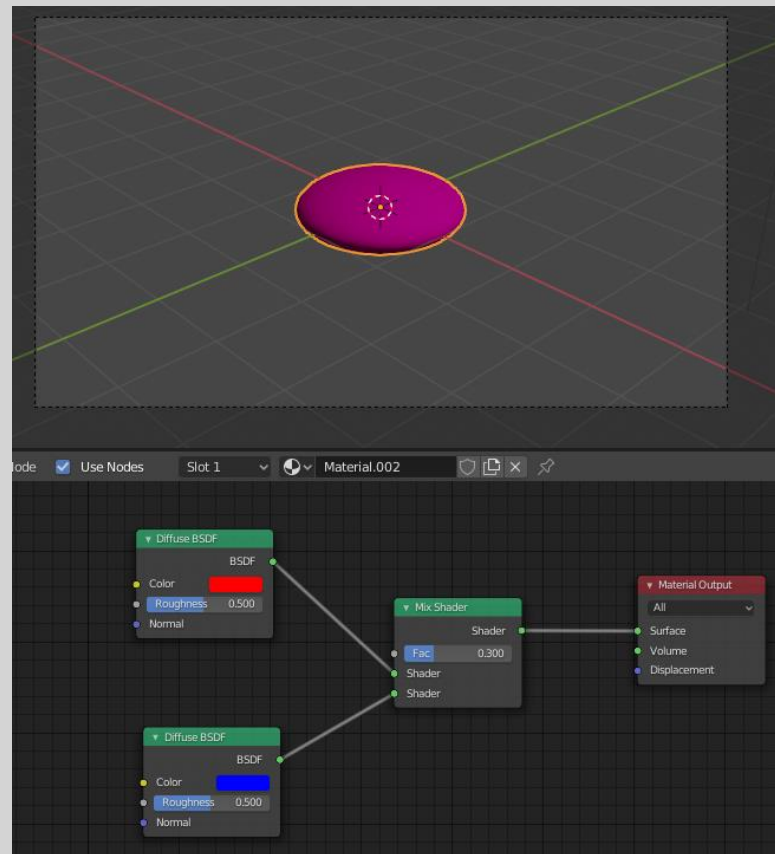 ode Use Nodes Slot 1 Material.002
Diffuse BSDF
BSDF
Color
Roughness 0.500
Normal
Mix Shader
Shader
Fac 0.300
Shader
Shader
Material Output
All
Surface
Volume
Displacement
Diffuse BSDF
BSDF
Color
Roughness 0.500
Normal